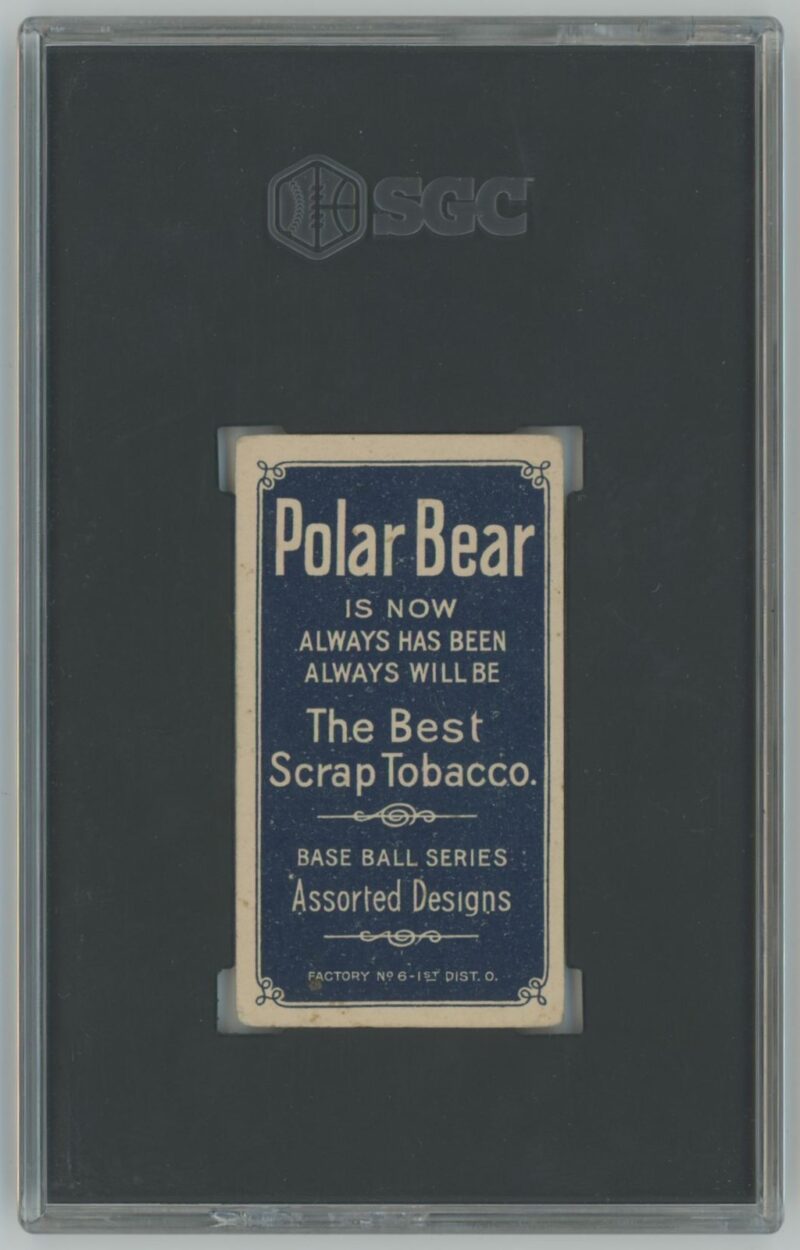 SGC
Polar Bear
IS NOW
ALWAYS HAS BEEN
ALWAYS WILL BE
The Best
Scrap Tobacco.
BASE BALL SERIES
Assorted Designs
FACTORY Nº 6-1ST DIST. O.